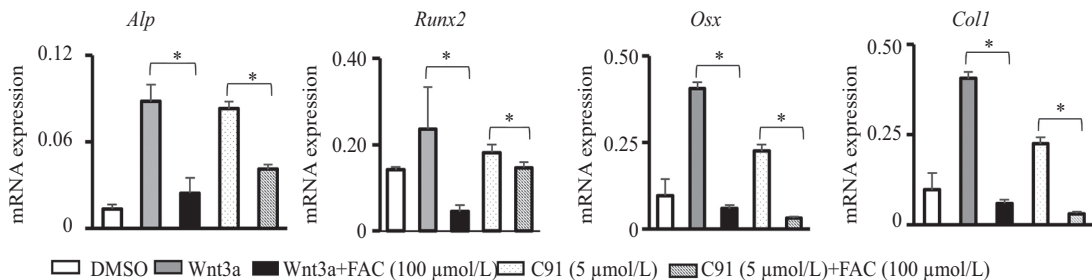 Alp
mRNA expression
0.12
0.06
0
*
*
Runx2
mRNA expression
0.40
0.20
0.00
*
*
Osx
mRNA expression
0.50
0.25
0
*
*
Col1
mRNA expression
0.50
0.25
0
*
*
DMSO Wnt3a Wnt3a+FAC (100 µmol/L) C91 (5 µmol/L) C91 (5 µmol/L)+FAC (100 µmol/L)